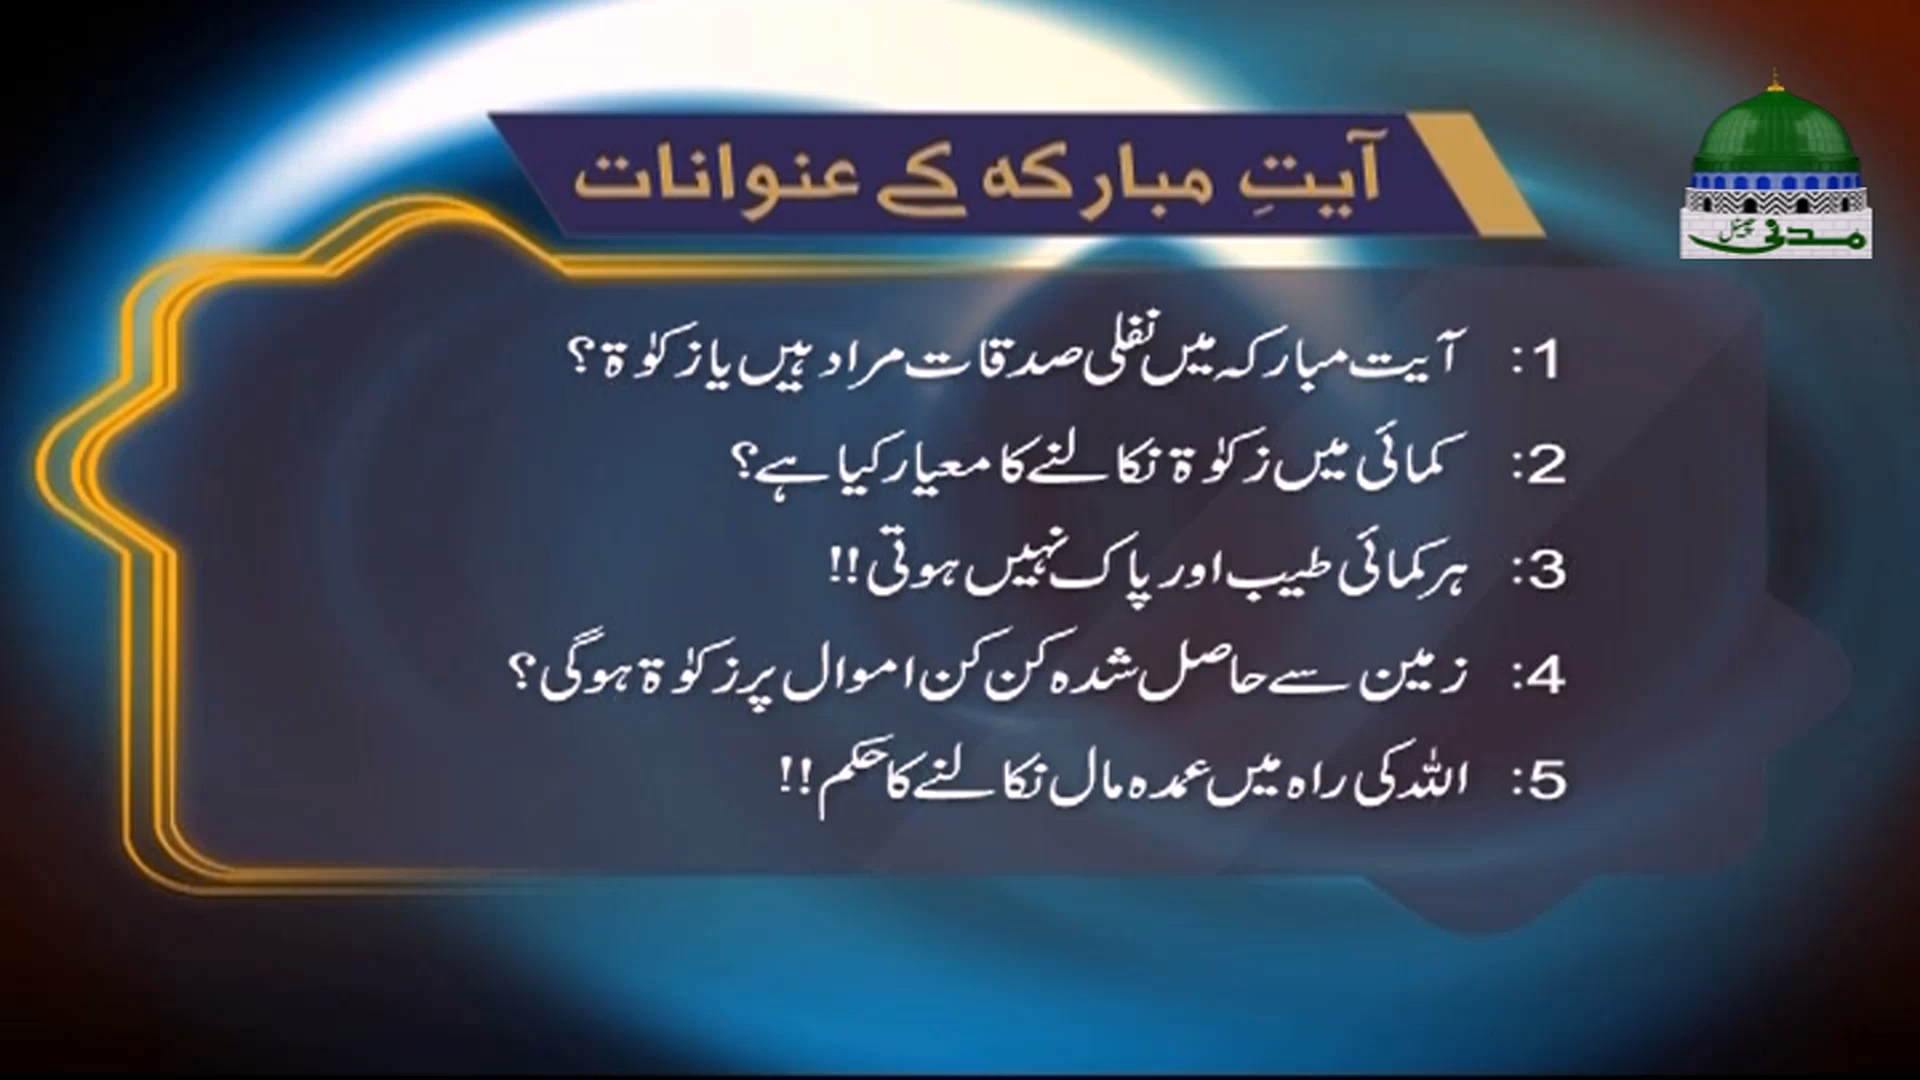 آیتِ مبارکہ کے عنوانات
مدنی چینل
1: آیت مبارکہ میں نفلی صدقات مراد ہیں یا زکوٰۃ؟
2: کمائی میں زکوٰۃ نکالنے کا معیار کیا ہے؟
3: ہر کمائی طیب اور پاک نہیں ہوتی!!
4: زمین سے حاصل شدہ کن کن اموال پر زکوٰۃ ہوگی؟
5: اللہ کی راہ میں عمدہ مال نکالنے کا حکم!!